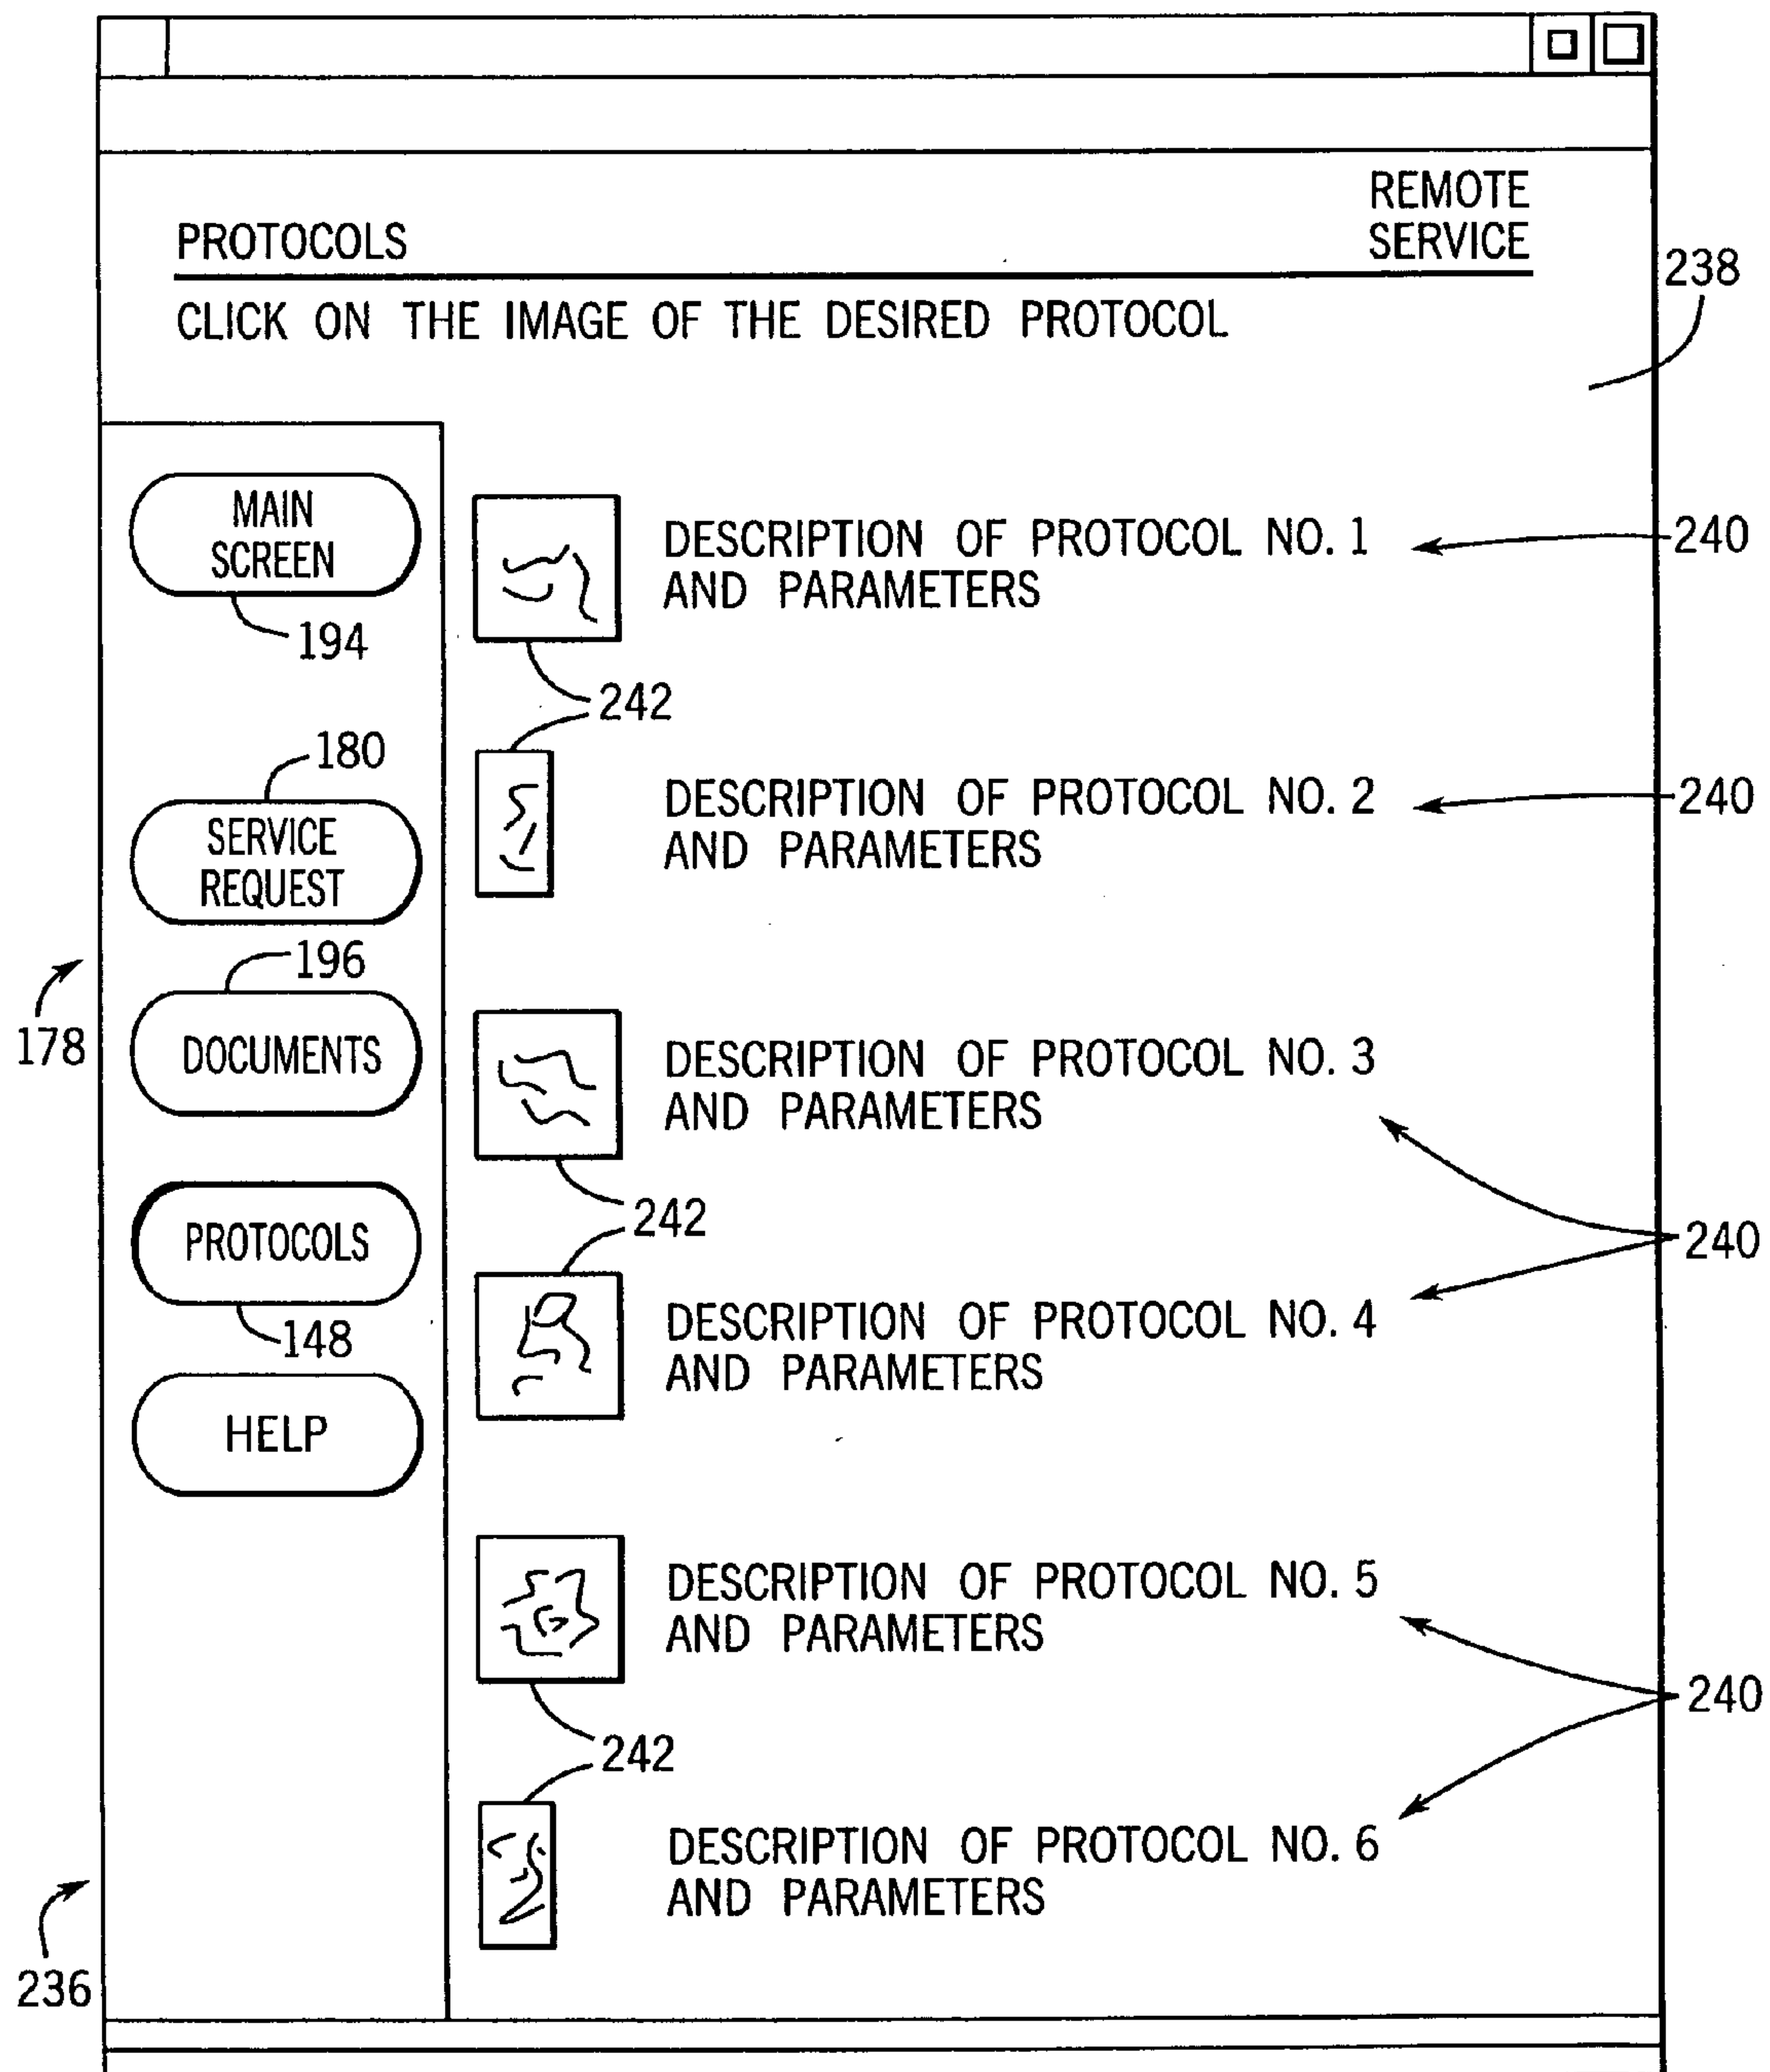 REMOTE
SERVICE
PROTOCOLS
CLICK ON THE IMAGE OF THE DESIRED PROTOCOL
238
MAIN
SCREEN
194
180
SERVICE
REQUEST
196
178
DOCUMENTS
PROTOCOLS
148
HELP
236
DESCRIPTION OF PROTOCOL NO. 1
AND PARAMETERS
240
242
DESCRIPTION OF PROTOCOL NO. 2
AND PARAMETERS
240
DESCRIPTION OF PROTOCOL NO. 3
AND PARAMETERS
242
240
DESCRIPTION OF PROTOCOL NO. 4
AND PARAMETERS
DESCRIPTION OF PROTOCOL NO. 5
AND PARAMETERS
242
240
DESCRIPTION OF PROTOCOL NO. 6
AND PARAMETERS